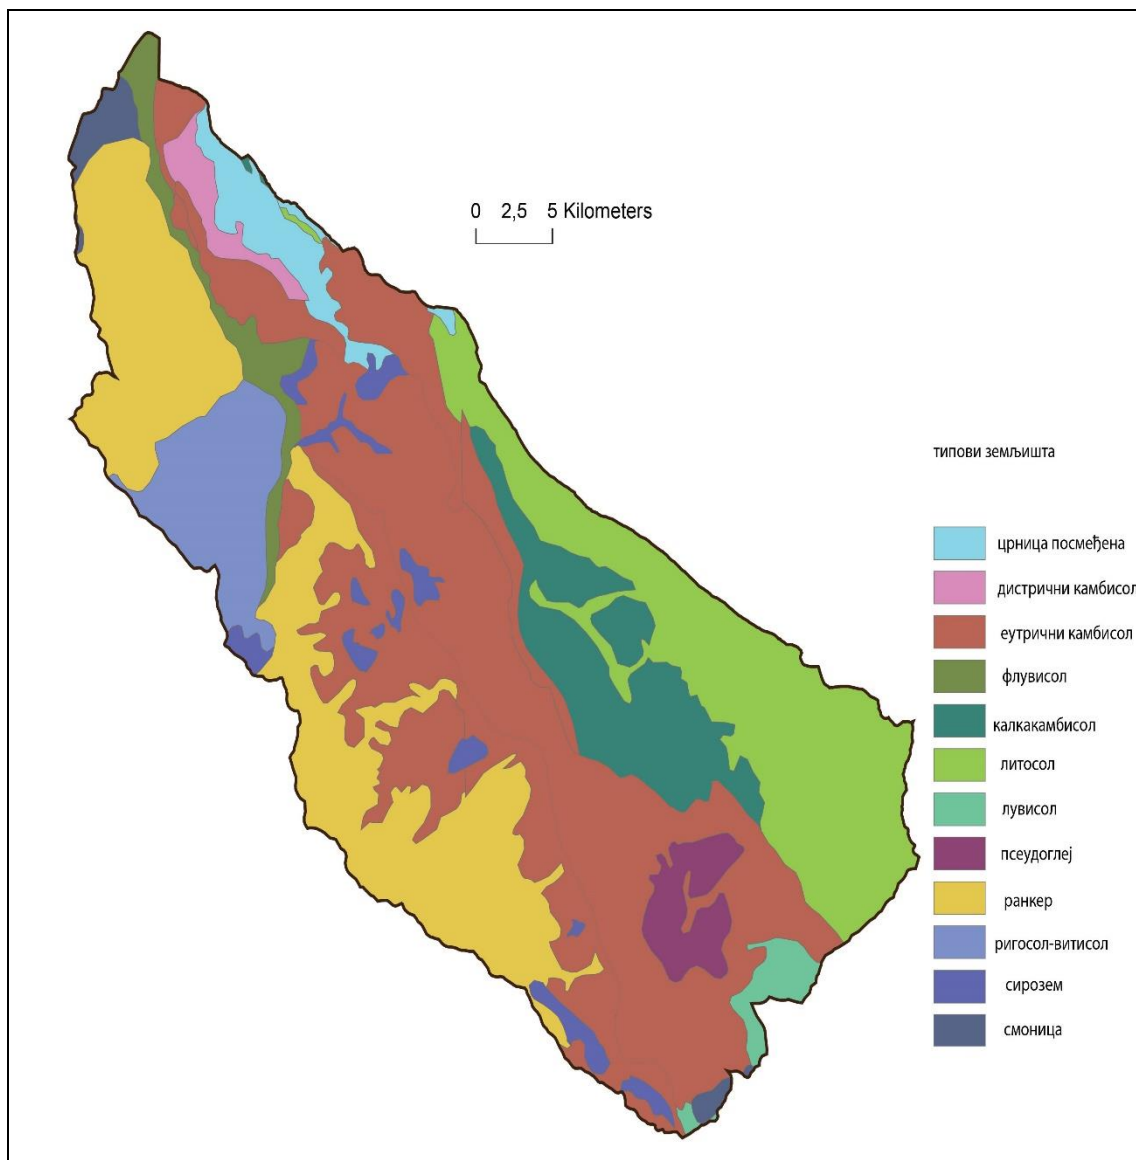 0 2,5 5 Kilometers
типови земљишта
црница посмеђена
дистрични камбисол
еутрични камбисол
флувисол
калкакамбисол
литосол
лувисол
псеудоглеј
ранкер
ригосол-витисол
сирозем
смоница